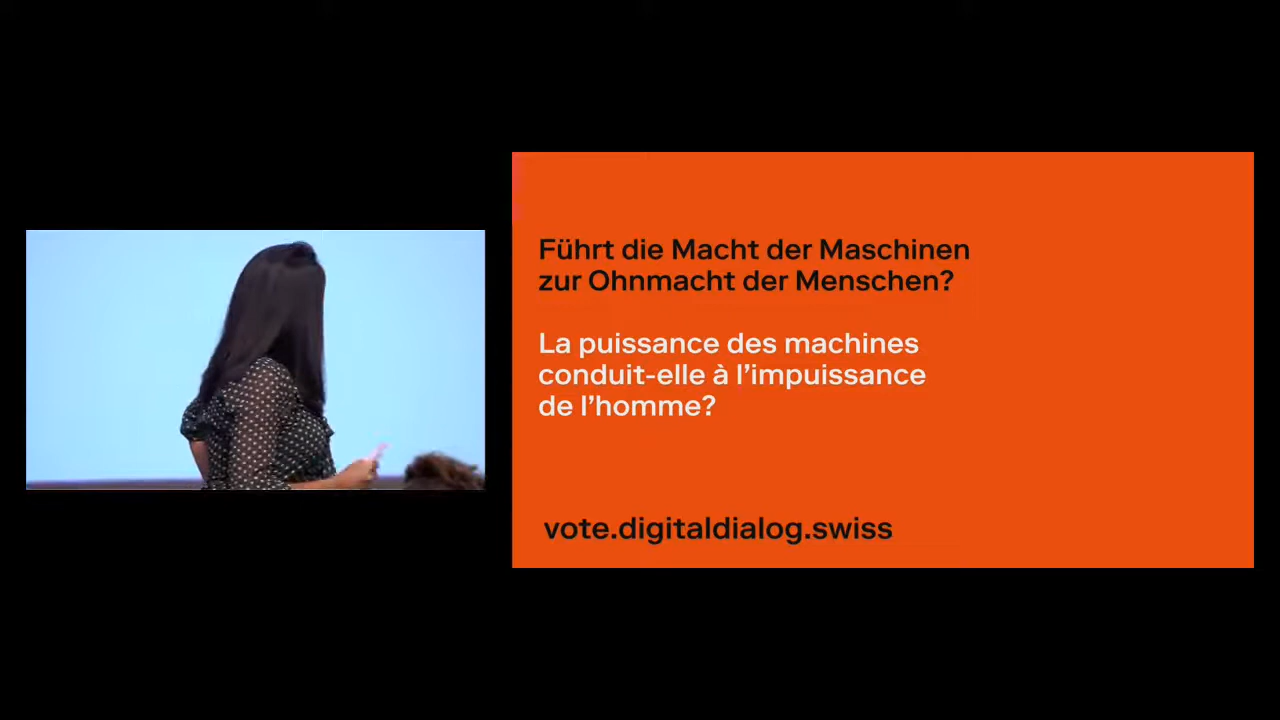 Führt die Macht der Maschinen
zur Ohnmacht der Menschen?
La puissance des machines
conduit-elle à l’impuissance
de l’homme?
vote.digitaldialog.swiss